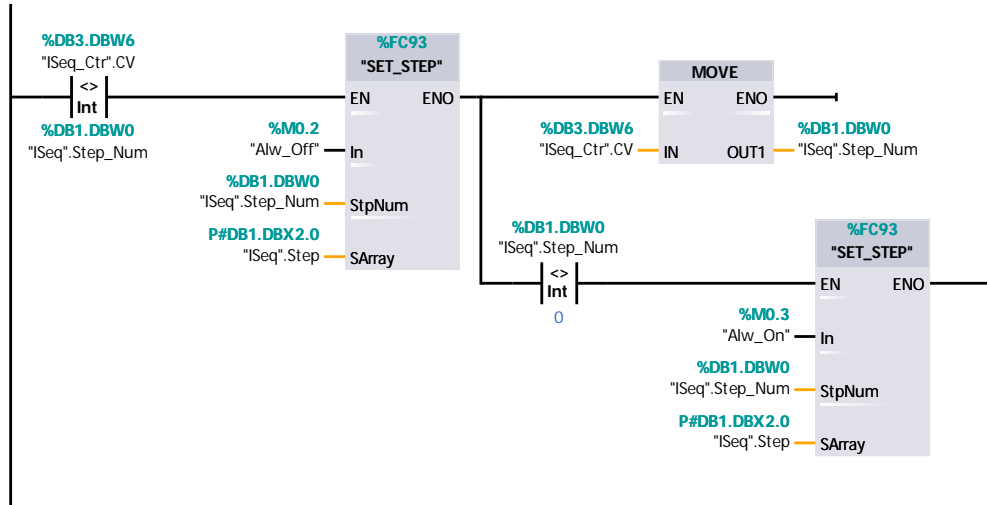 %DB3.DBW6
"ISeq_Ctr".CV
<>
Int
%DB1.DBW0
"ISeq".Step_Num
%FC93
"SET_STEP"
EN ENO
%M0.2
"Alw_Off" In
%DB1.DBW0
"ISeq".Step_Num StpNum
P#DB1.DBX2.0
"ISeq".Step SArray
MOVE
EN ENO
%DB3.DBW6 %DB1.DBW0
"ISeq_Ctr".CV IN OUT1 "ISeq".Step_Num
%DB1.DBW0
"ISeq".Step_Num
<>
Int
0
%FC93
"SET_STEP"
EN ENO
%M0.3
"Alw_On" In
%DB1.DBW0
"ISeq".Step_Num StpNum
P#DB1.DBX2.0
"ISeq".Step SArray